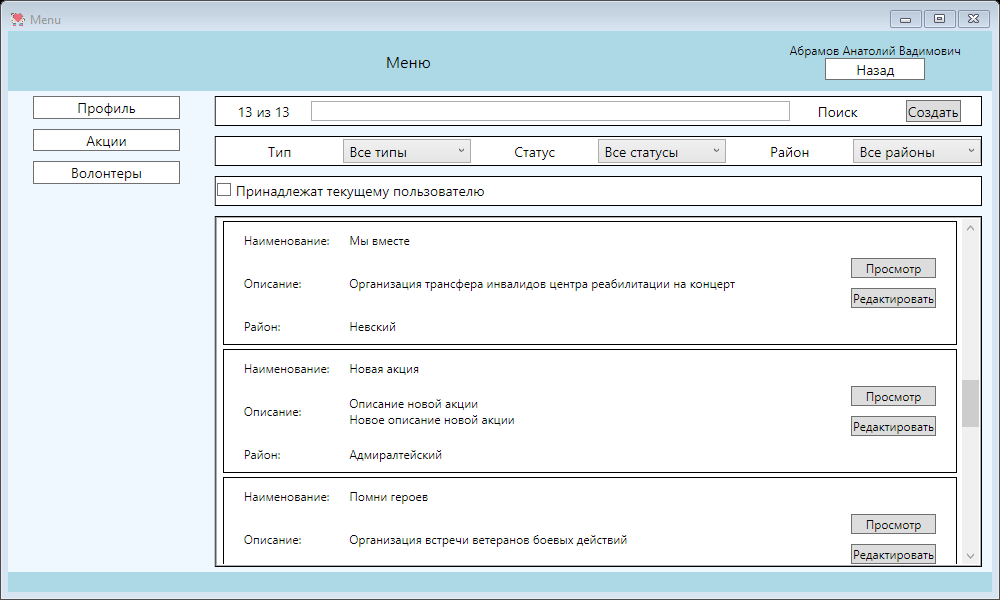 Menu
Меню
Абрамов Анатолий Вадимович
Назад
Профиль
Акции
Волонтеры
13 из 13 Поиск Создать
Тип Все типы Статус Все статусы Район Все районы
Принадлежат текущему пользователю
Наименование: Мы вместе
Просмотр
Описание: Организация трансфера инвалидов центра реабилитации на концерт
Редактировать
Район: Невский
Наименование: Новая акция
Просмотр
Описание: Описание новой акции
Новое описание новой акции
Редактировать
Район: Адмиралтейский
Наименование: Помни героев
Просмотр
Описание: Организация встречи ветеранов боевых действий
Редактировать